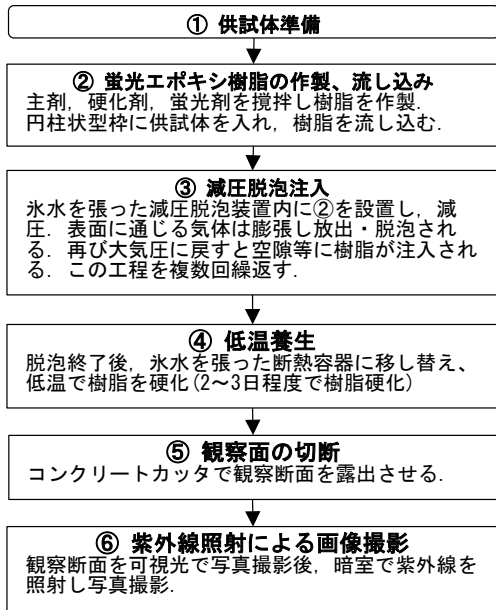 ① 供試体準備
② 蛍光エポキシ樹脂の作製、流し込み
主剤，硬化剤，蛍光剤を撹拌し樹脂を作製．
円柱状型枠に供試体を入れ，樹脂を流し込む．
③ 減圧脱泡注入
氷水を張った減圧脱泡装置内に②を設置し，減
圧．表面に通じる気体は膨張し放出・脱泡され
る．再び大気圧に戻すと空隙等に樹脂が注入され
る．この工程を複数回繰返す．
④ 低温養生
脱泡終了後，氷水を張った断熱容器に移し替え、
低温で樹脂を硬化(2～3日程度で樹脂硬化)
⑤ 観察面の切断
コンクリートカッタで観察断面を露出させる．
⑥ 紫外線照射による画像撮影
観察断面を可視光で写真撮影後，暗室で紫外線を
照射し写真撮影．